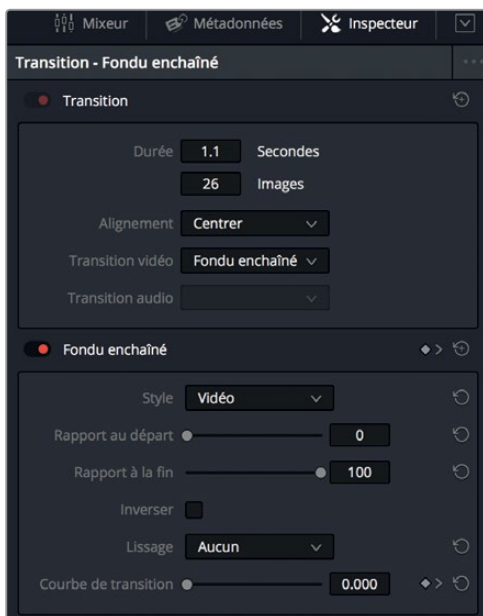 Mixeur Métadonnées Inspecteur
Transition - Fondu enchaîné
Transition
Durée 1.1 Secondes
26 Images
Alignement Centrer
Transition vidéo Fondu enchaîné
Transition audio
Fondu enchaîné
Style Vidéo
Rapport au départ 0
Rapport à la fin 100
Inverser
Lissage Aucun
Courbe de transition 0.000